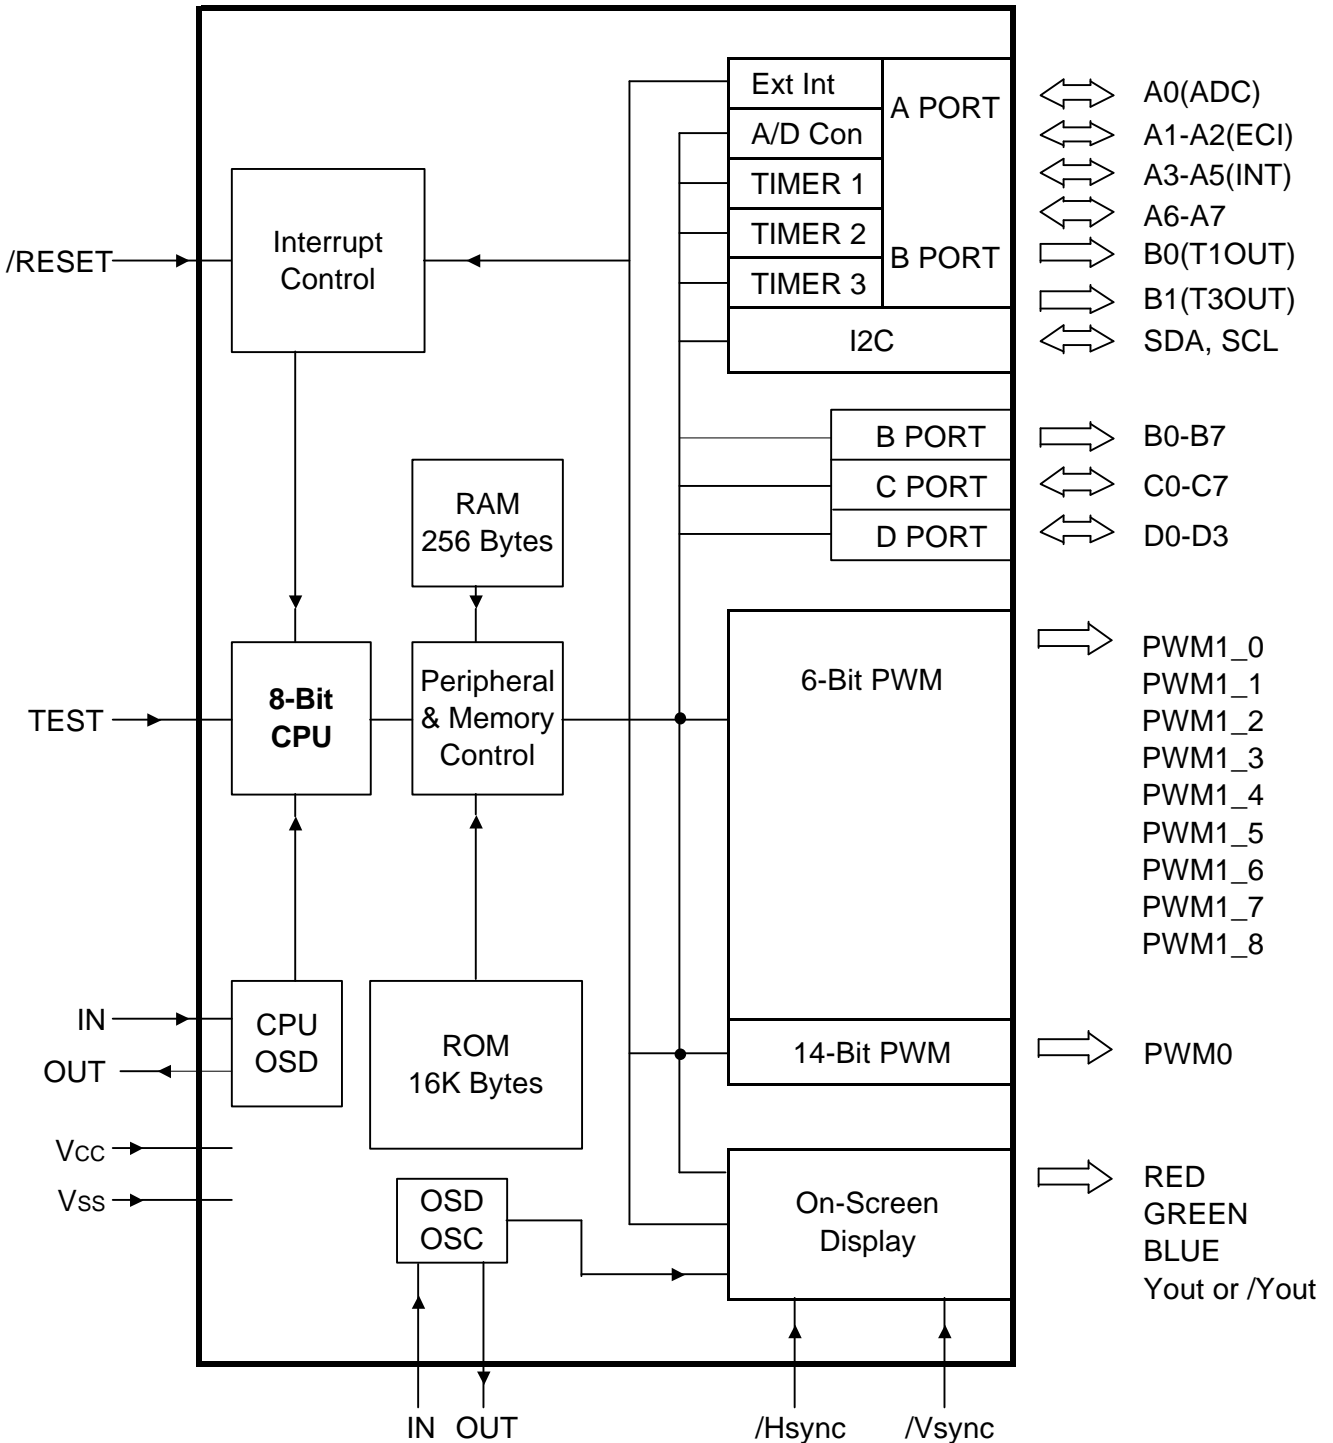 Ext Int
A/D Con
TIMER 1
TIMER 2
TIMER 3
A PORT
B PORT
I2C
A0(ADC)
A1-A2(ECI)
A3-A5(INT)
A6-A7
B0(T1OUT)
B1(T3OUT)
SDA, SCL
/RESET
Interrupt
Control
B PORT
C PORT
D PORT
B0-B7
C0-C7
D0-D3
RAM
256 Bytes
TEST
8-Bit
CPU
Peripheral
& Memory
Control
6-Bit PWM
PWM1_0
PWM1_1
PWM1_2
PWM1_3
PWM1_4
PWM1_5
PWM1_6
PWM1_7
PWM1_8
IN
OUT
CPU
OSD
ROM
16K Bytes
14-Bit PWM
PWM0
Vcc
Vss
OSD
OSC
On-Screen
Display
RED
GREEN
BLUE
Yout or /Yout
IN
OUT
/Hsync
/Vsync